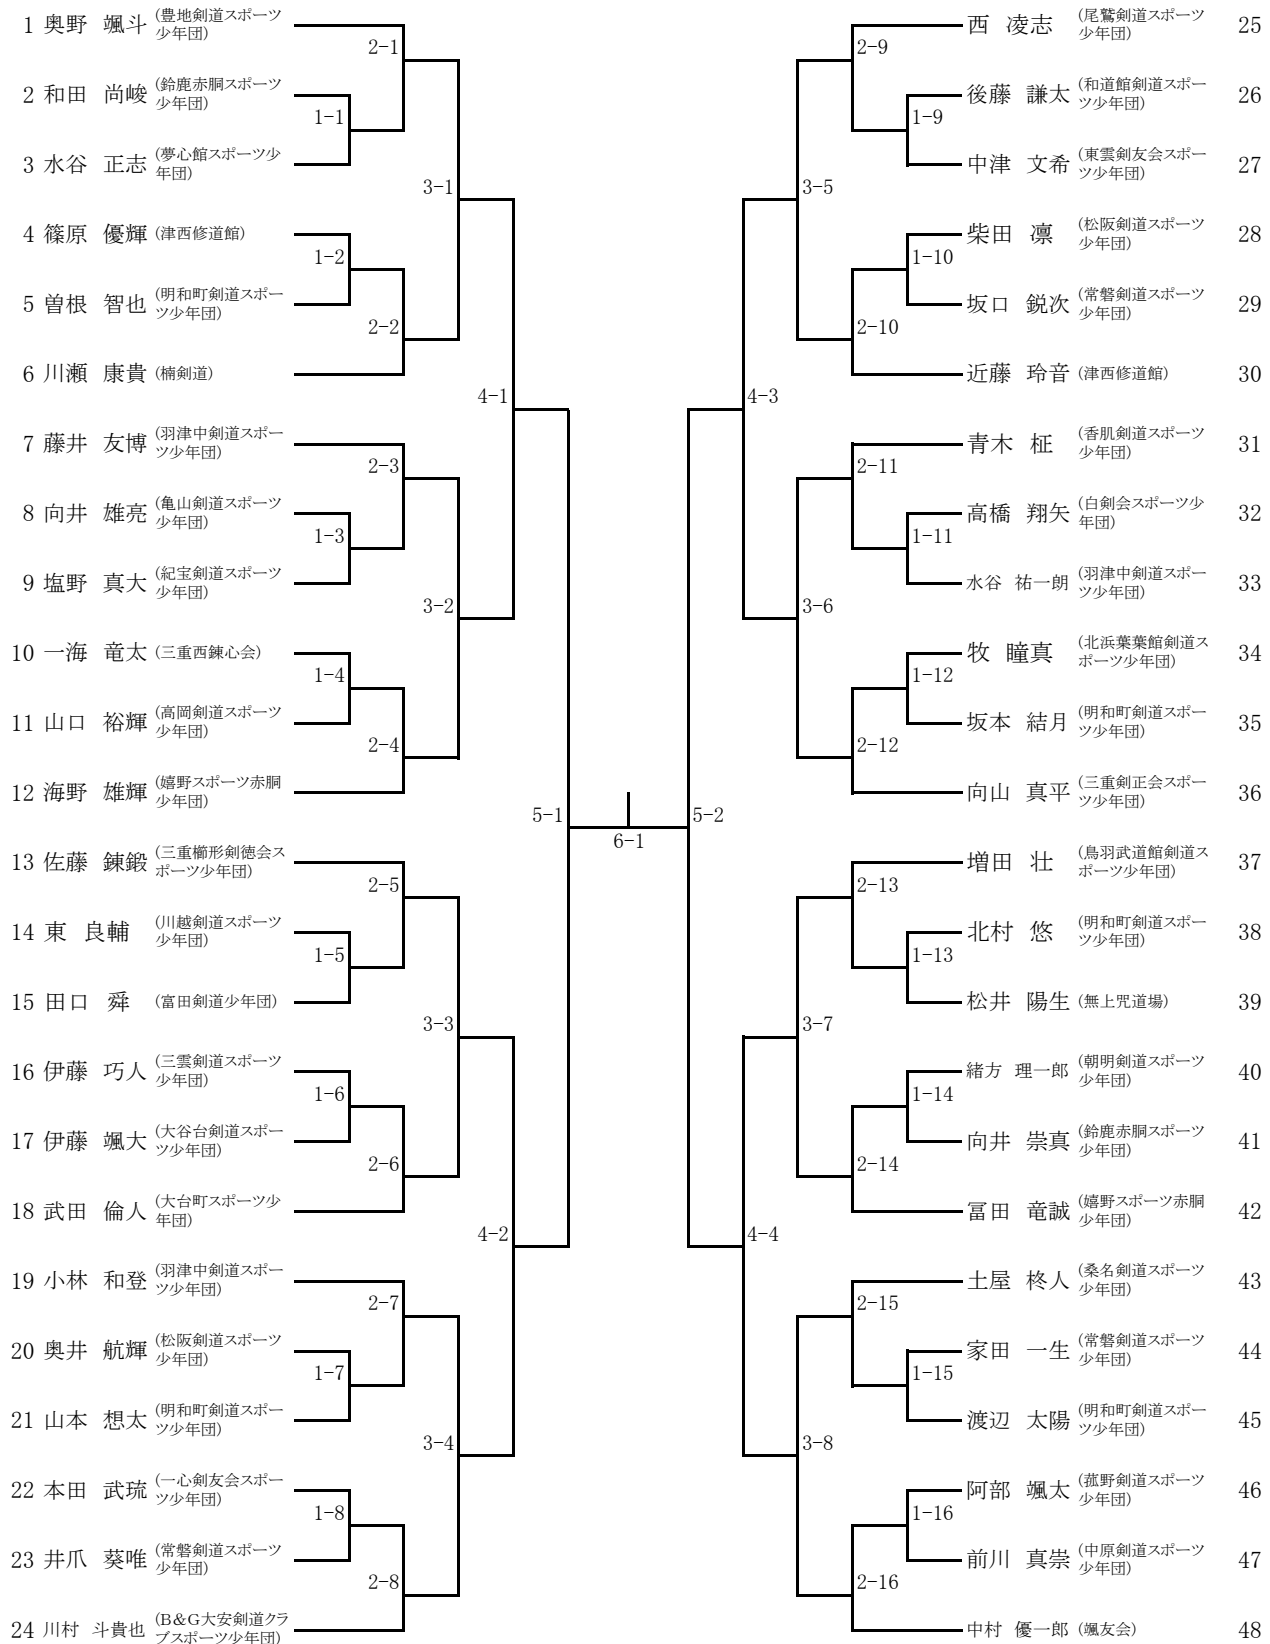 1 奥野 颯斗 (豊地剣道スポーツ
少年団)
2-1
2 和田 尚峻 (鈴鹿赤胴スポーツ
少年団)
1-1
3 水谷 正志 (夢心館スポーツ少
年団)
3-1
4 篠原 優輝 (津西修道館)
1-2
5 曽根 智也 (明和町剣道スポー
ツ少年団)
2-2
6 川瀬 康貴 (楠剣道)
4-1
7 藤井 友博 (羽津中剣道スポー
ツ少年団)
2-3
8 向井 雄亮 (亀山剣道スポーツ
少年団)
1-3
9 塩野 真大 (紀宝剣道スポーツ
少年団)
3-2
10 一海 竜太 (三重西錬心会)
1-4
11 山口 裕輝 (高岡剣道スポーツ
少年団)
2-4
12 海野 雄輝 (嬉野スポーツ赤胴
少年団)
5-1
13 佐藤 錬鍛 (三重櫛形剣徳会ス
ポーツ少年団)
2-5
14 東 良輔 (川越剣道スポーツ
少年団)
1-5
15 田口 舜 (富田剣道少年団)
3-3
16 伊藤 巧人 (三雲剣道スポーツ
少年団)
1-6
17 伊藤 颯大 (大谷台剣道スポー
ツ少年団)
2-6
18 武田 倫人 (大台町スポーツ少
年団)
4-2
19 小林 和登 (羽津中剣道スポー
ツ少年団)
2-7
20 奥井 航輝 (松阪剣道スポーツ
少年団)
1-7
21 山本 想太 (明和町剣道スポー
ツ少年団)
3-4
22 本田 武琉 (一心剣友会スポー
ツ少年団)
1-8
23 井爪 葵唯 (常磐剣道スポーツ
少年団)
2-8
24 川村 斗貴也 (B&G大安剣道クラ
ブスポーツ少年団)
6-1
西 凌志 (尾鷲剣道スポーツ
少年団) 25
2-9
後藤 謙太 (和道館剣道スポー
ツ少年団) 26
1-9
中津 文希 (東雲剣友会スポー
ツ少年団) 27
3-5
柴田 凛 (松阪剣道スポーツ
少年団) 28
1-10
坂口 鋭次 (常磐剣道スポーツ
少年団) 29
2-10
近藤 玲音 (津西修道館) 30
4-3
青木 柾 (香肌剣道スポーツ
少年団) 31
2-11
高橋 翔矢 (白剣会スポーツ少
年団) 32
1-11
水谷 祐一朗 (羽津中剣道スポー
ツ少年団) 33
3-6
牧 瞳真 (北浜葉葉館剣道ス
ポーツ少年団) 34
1-12
坂本 結月 (明和町剣道スポー
ツ少年団) 35
2-12
向山 真平 (三重剣正会スポー
ツ少年団) 36
5-2
増田 壮 (鳥羽武道館剣道ス
ポーツ少年団) 37
2-13
北村 悠 (明和町剣道スポー
ツ少年団) 38
1-13
松井 陽生 (無上咒道場) 39
3-7
緒方 理一郎 (朝明剣道スポーツ
少年団) 40
1-14
向井 崇真 (鈴鹿赤胴スポーツ
少年団) 41
2-14
冨田 竜誠 (嬉野スポーツ赤胴
少年団) 42
4-4
土屋 柊人 (桑名剣道スポーツ
少年団) 43
2-15
家田 一生 (常磐剣道スポーツ
少年団) 44
1-15
渡辺 太陽 (明和町剣道スポー
ツ少年団) 45
3-8
阿部 颯太 (菰野剣道スポーツ
少年団) 46
1-16
前川 真崇 (中原剣道スポーツ
少年団) 47
2-16
中村 優一郎 (颯友会) 48